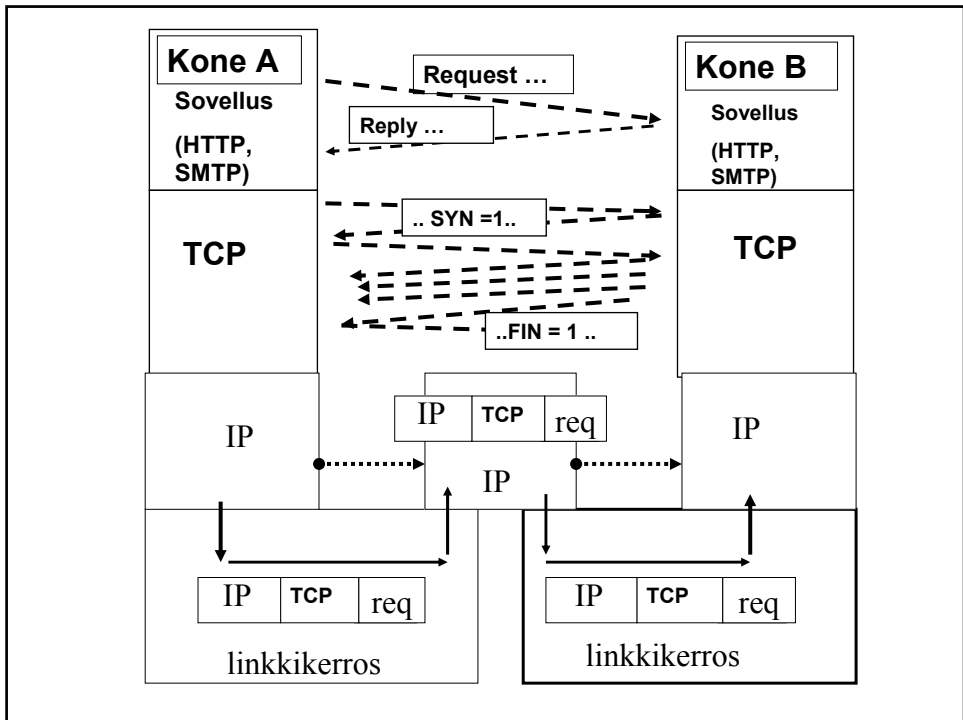 Kone A
Sovellus
(HTTP,
SMTP)
Request …
Reply …
Kone B
Sovellus
(HTTP,
SMTP)
TCP
.. SYN =1..
..FIN = 1 ..
TCP
IP
IP TCP req
IP
IP
IP TCP req
linkkikerros
IP TCP req
linkkikerros